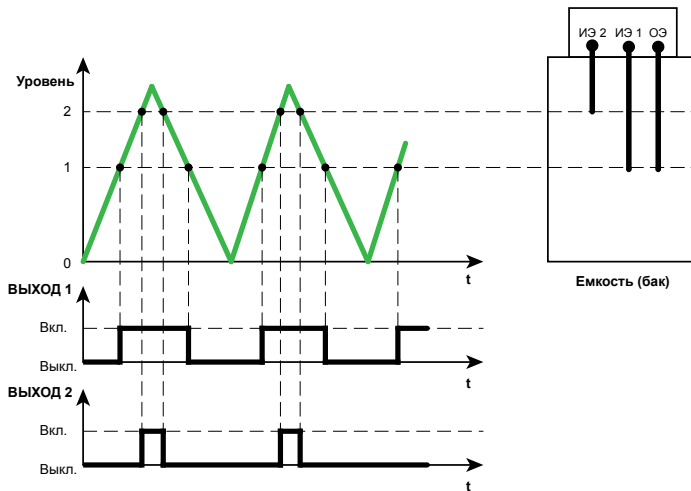 ИЭ 2 ИЭ 1 ОЭ
Уровень
2
1
0
t
Емкость (бак)
ВЫХОД 1
Вкл.
Выкл.
t
ВЫХОД 2
Вкл.
Выкл.
t